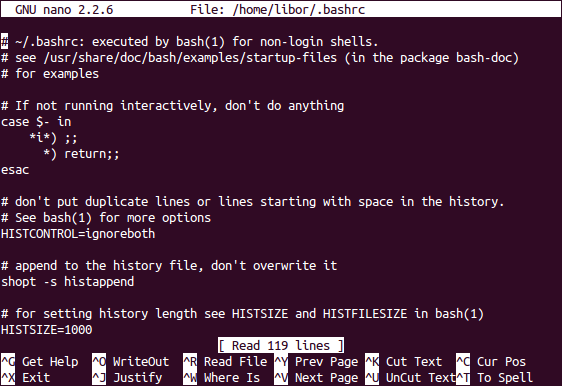 GNU nano 2.2.6 File: /home/libor/.bashrc
# ~/.bashrc: executed by bash(1) for non-login shells.
# see /usr/share/doc/bash/examples/startup-files (in the package bash-doc)
# for examples
# If not running interactively, don't do anything
case $- in
    *i*) ;;
      *) return;;
esac
# don't put duplicate lines or lines starting with space in the history.
# See bash(1) for more options
HISTCONTROL=ignoreboth
# append to the history file, don't overwrite it
shopt -s histappend
# for setting history length see HISTSIZE and HISTFILESIZE in bash(1)
HISTSIZE=1000
[ Read 119 lines ]
^G Get Help ^O WriteOut ^R Read File ^Y Prev Page ^K Cut Text ^C Cur Pos
^X Exit ^J Justify ^W Where Is ^V Next Page ^U UnCut Text ^T To Spell